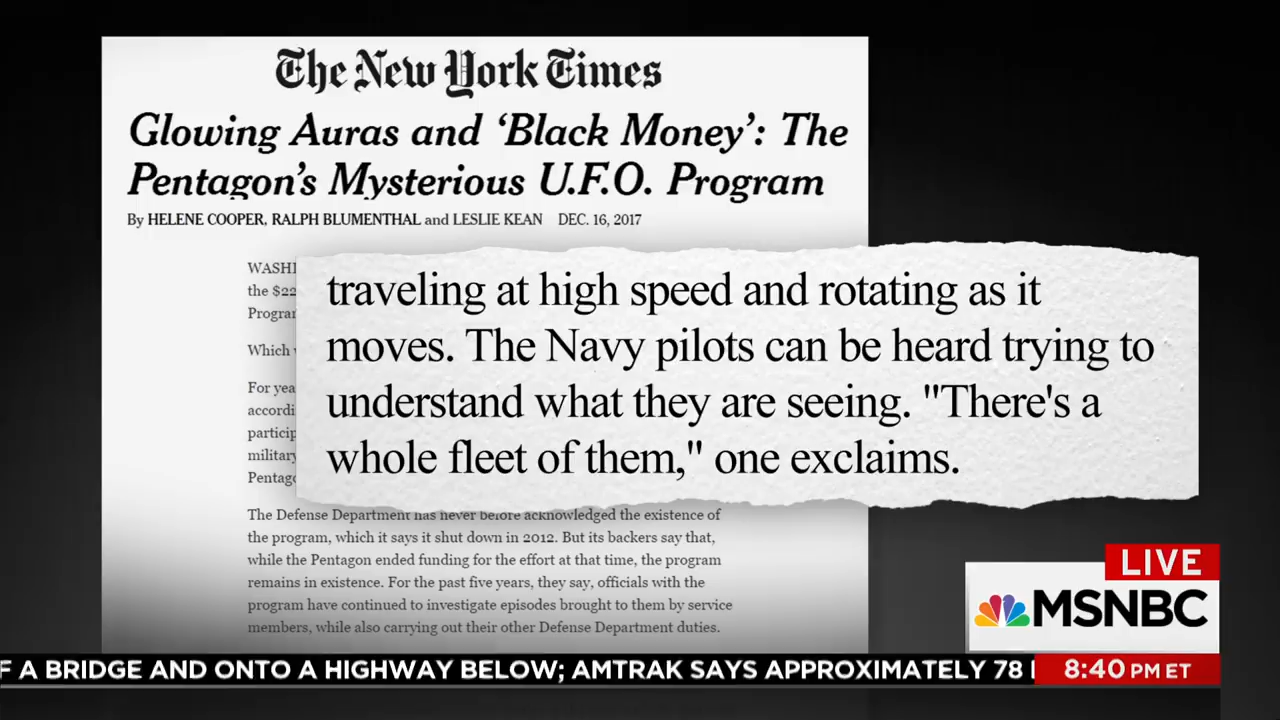 The New York Times
Glowing Auras and ‘Black Money’: The
Pentagon’s Mysterious U.F.O. Program
By HELENE COOPER, RALPH BLUMENTHAL and LESLIE KEAN DEC. 16, 2017
the
Which
For
traveling at high speed and rotating as it
moves. The Navy pilots can be heard trying to
understand what they are seeing. "There's a
whole fleet of them," one exclaims.
The Defense Department has never before acknowledged the existence of
the program, which it says it shut down in 2012. But its backers say that,
while the Pentagon ended funding for the effort at that time, the program
remains in existence. For the past five years, they say, officials with the
program have continued to investigate episodes brought to them by service
members, while also carrying out their other Defense Department duties.
LIVE
MSNBC
F A BRIDGE AND ONTO A HIGHWAY BELOW; AMTRAK SAYS APPROXIMATELY 78
8:40 PM ET